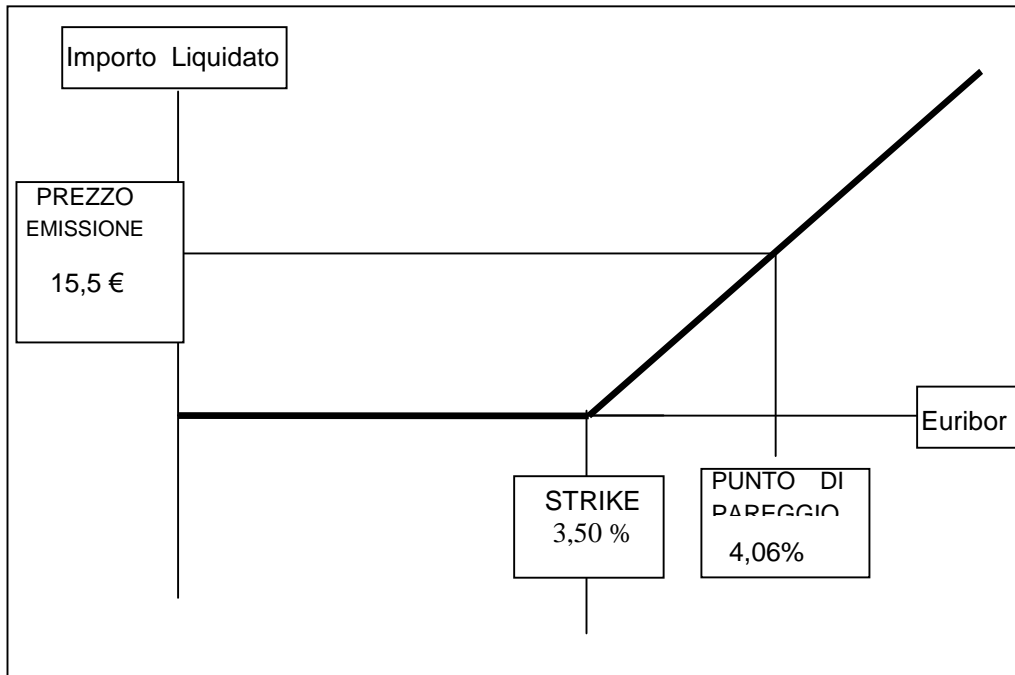 Importo Liquidato
PREZZO
EMISSIONE
15,5 €
Euribor
STRIKE
3,50 %
PUNTO DI
PAREGGIO
4,06%